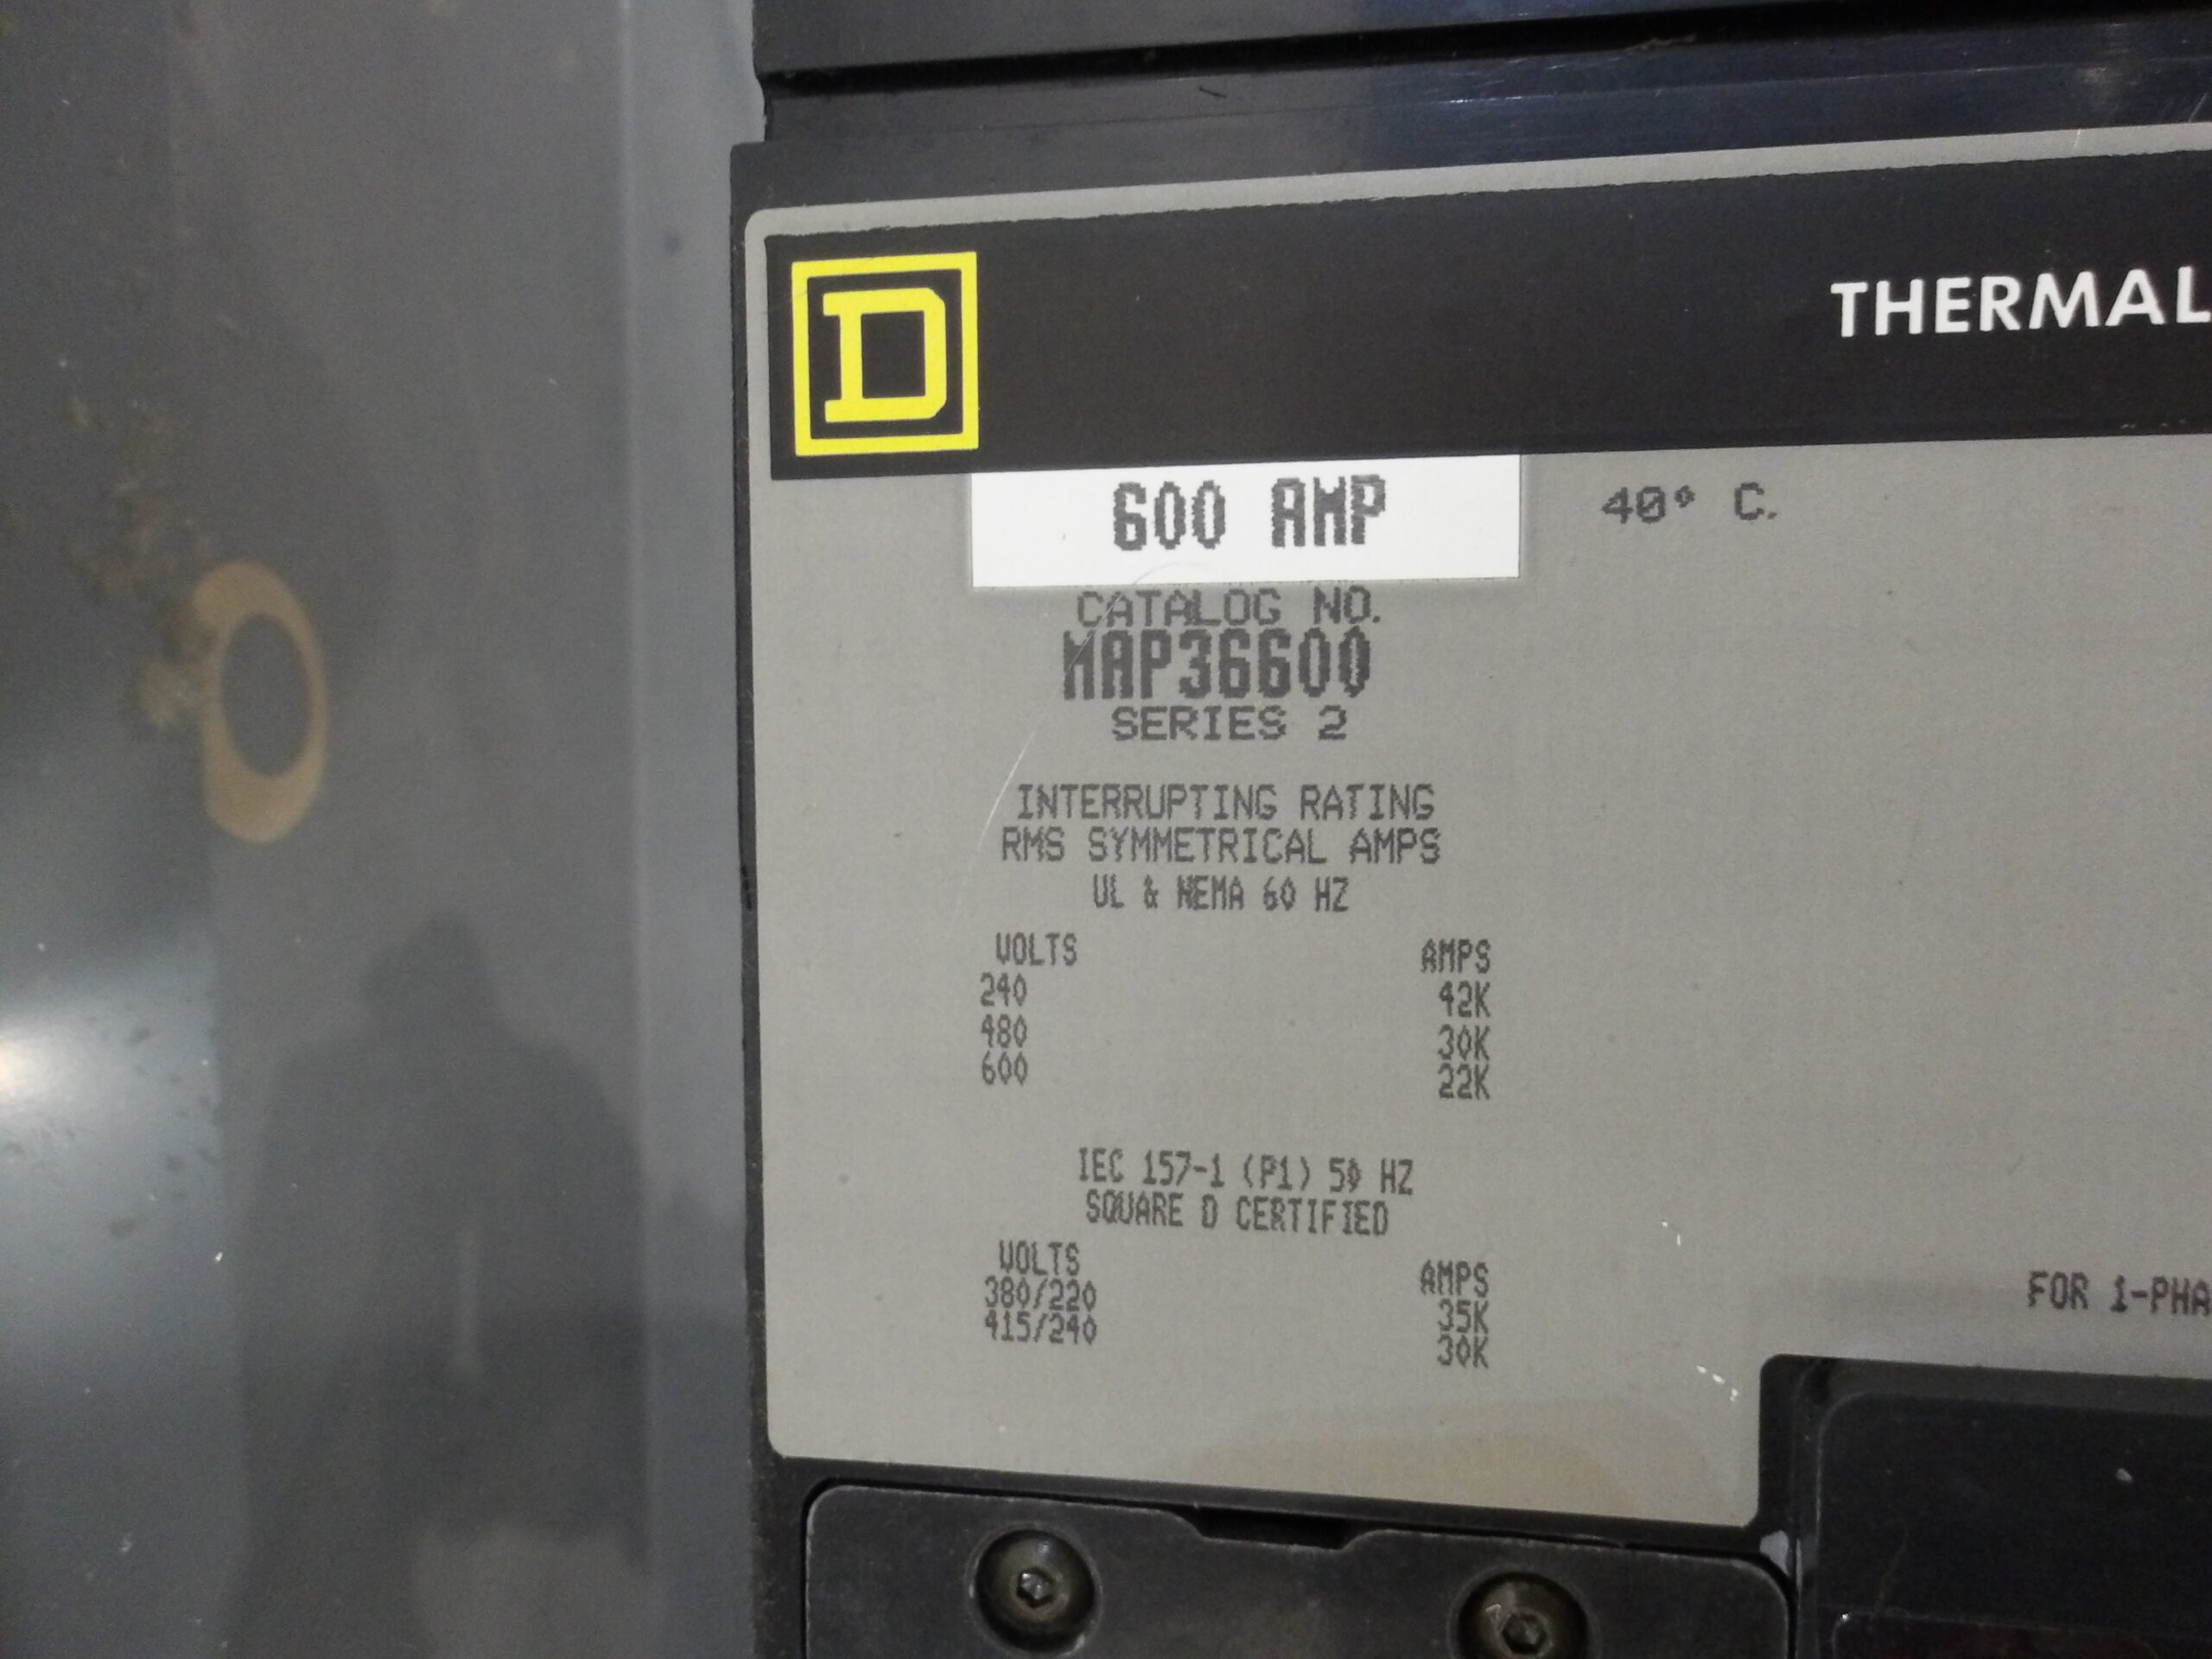 D
THERMAL
600 AMP
40° C.
CATALOG NO.
MAP36600
SERIES 2
INTERRUPTING RATING
RMS SYMMETRICAL AMPS
UL & NEMA 60 HZ
VOLTS AMPS
240 42K
480 30K
600 22K
IEC 157-1 (P1) 50 HZ
SQUARE D CERTIFIED
VOLTS AMPS
380/220 35K
415/240 30K
FOR 1-PHA